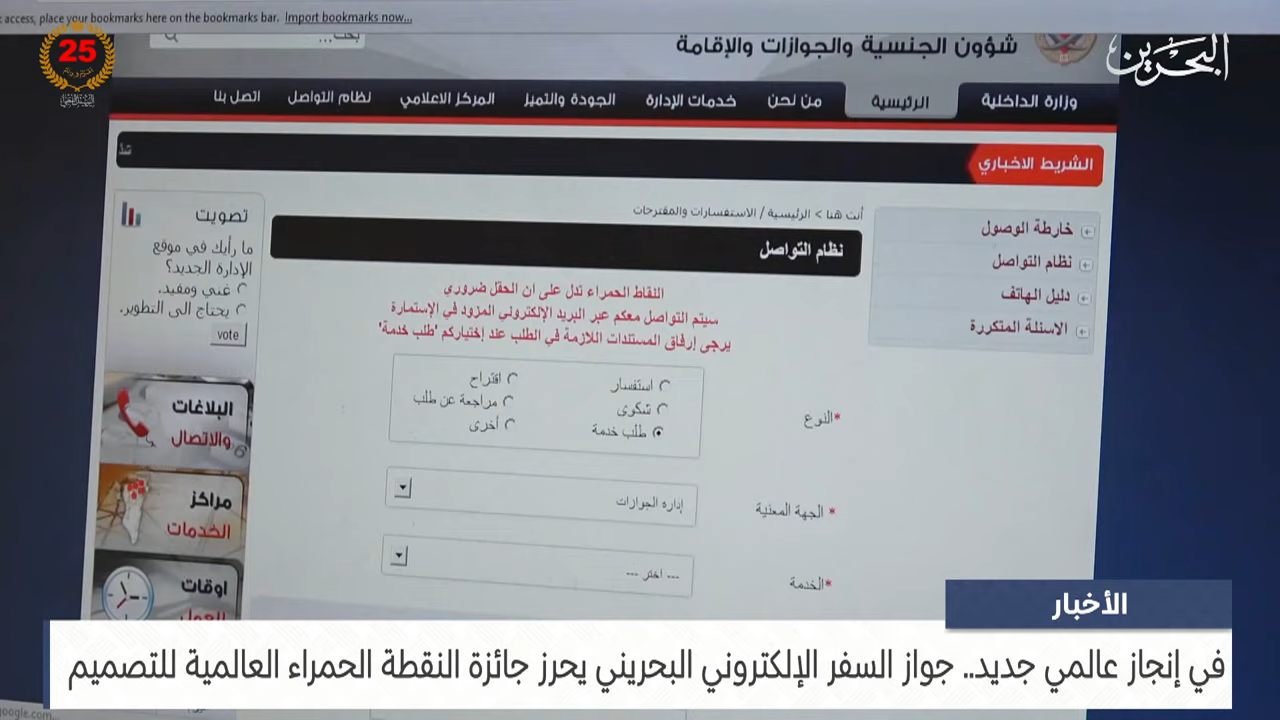 access, place your bookmarks here on the bookmarks bar. Import bookmarks now...
25
البحرين
شؤون الجنسية والجوازات والإقامة
بحث...
وزارة الداخلية الرئيسية من نحن خدمات الإدارة الجودة والتميز المركز الاعلامي نظام التواصل اتصل بنا
الشريط الاخباري
أنت هنا > الرئيسية / الاستفسارات والمقترحات
خارطة الوصول
نظام التواصل
دليل الهاتف
الاسئلة المتكررة
نظام التواصل
النقاط الحمراء تدل على ان الحقل ضروري
سيتم التواصل معكم عبر البريد الإلكتروني المزود في الإستمارة
يرجى إرفاق المستندات اللازمة في الطلب عند إختياركم 'طلب خدمة'
*النوع
استفسار اقتراح
شكوى مراجعة عن طلب
طلب خدمة أخرى
* الجهة المعنية
إدارة الجوازات
*الخدمة
--- اختر ---
تصويت
ما رأيك في موقع
الإدارة الجديد؟
غني ومفيد.
يحتاج الى التطوير.
vote
البلاغات
والاتصال
مراكز
الخدمات
اوقات
العمل
الأخبار
في إنجاز عالمي جديد.. جواز السفر الإلكتروني البحريني يحرز جائزة النقطة الحمراء العالمية للتصميم
google.com...